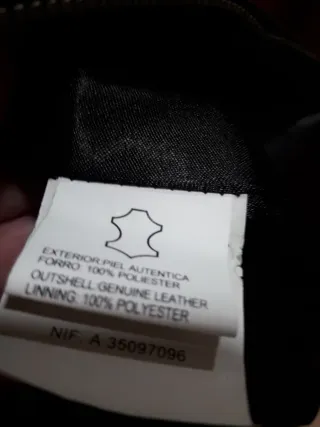 EXTERIOR:PIEL AUTENTICA
FORRO: 100% POLIESTER
OUTSHELL:GENUINE LEATHER
LINNING: 100% POLYESTER
NIF: A 35097096